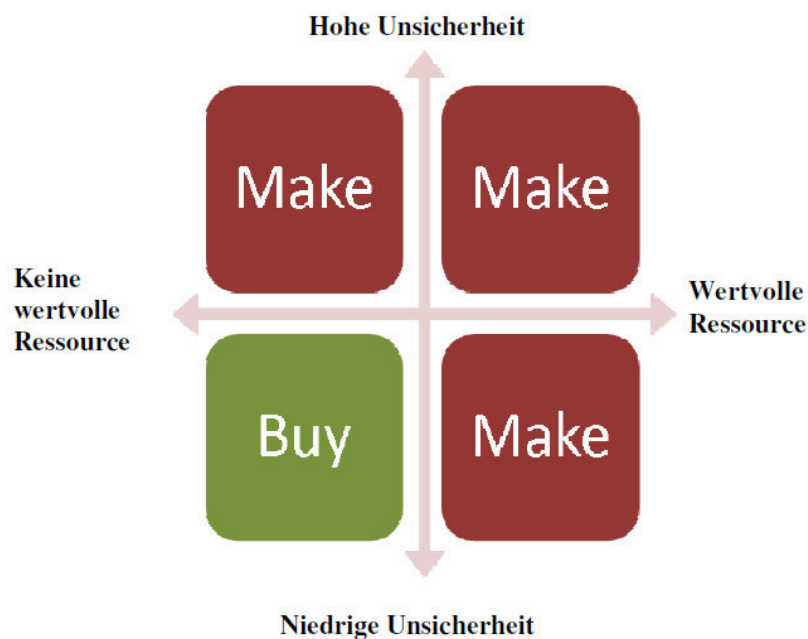 Hohe Unsicherheit
Make
Make
Keine
wertvolle
Ressource
Wertvolle
Ressource
Buy
Make
Niedrige Unsicherheit